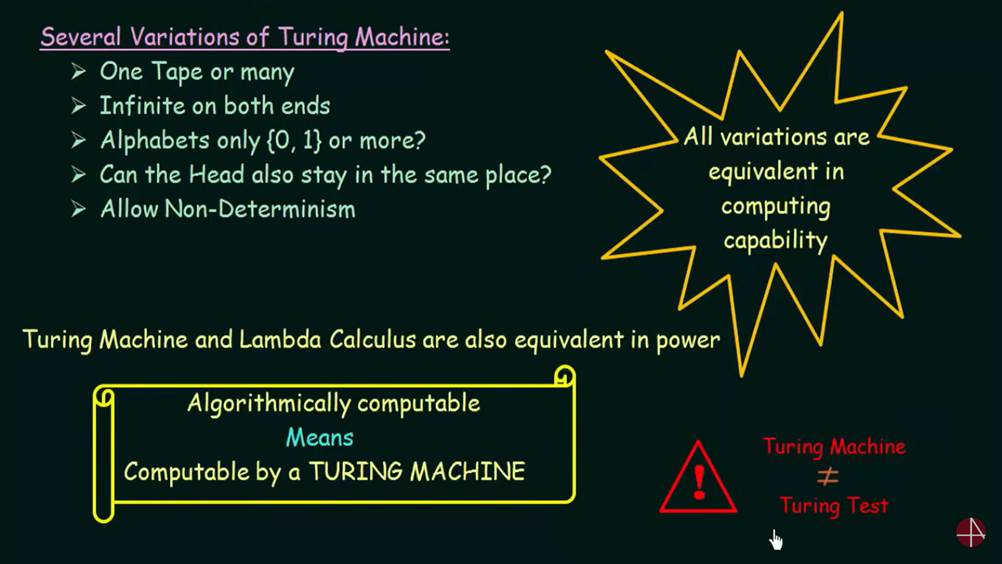 Several Variations of Turing Machine:
One Tape or many
Infinite on both ends
Alphabets only {0, 1} or more?
Can the Head also stay in the same place?
Allow Non-Determinism
All variations are
equivalent in
computing
capability
Turing Machine and Lambda Calculus are also equivalent in power
Algorithmically computable
Means
Computable by a TURING MACHINE
!
Turing Machine
≠
Turing Test